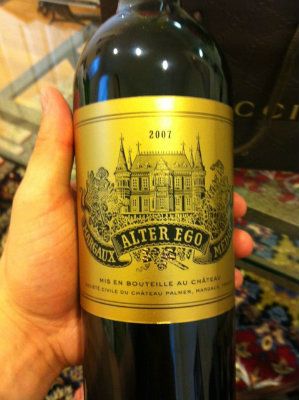 2007
MARGAUX ALTER EGO
MIS EN BOUTEILLE AU CHÂTEAU
SOCIÉTÉ CIVILE DU CHÂTEAU PALMER, MARGAUX,